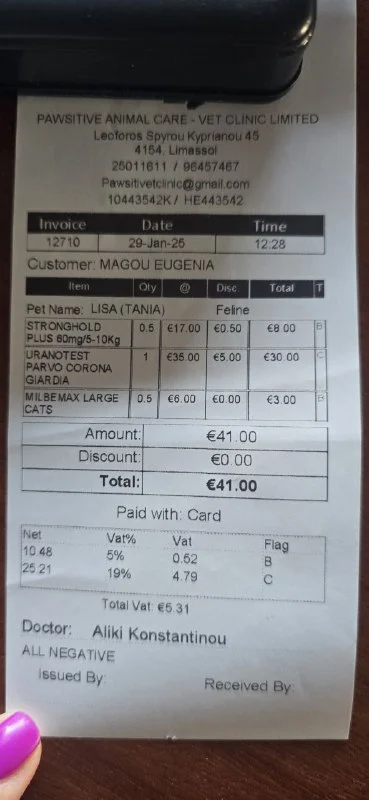 PAWSITIVE ANIMAL CARE - VET CLINIC LIMITED
Leoforos Spyrou Kyprianou 45
4154, Limassol
25011611 / 96457467
Pawsitivetclinic@gmail.com
10443542K/ HE443542
Invoice Date Time
12710 29-Jan-25 12:28
Customer: MAGOU EUGENIA
Item Qty @ Disc. Total T
Pet Name: LISA (TANIA) Feline
STRONGHOLD PLUS 60mg/5-10Kg 0.5 €17.00 €0.50 €8.00 B
URANOTEST PARVO CORONA GIARDIA 1 €35.00 €5.00 €30.00 C
MILBEMAX LARGE CATS 0.5 €6.00 €0.00 €3.00 B
Amount: €41.00
Discount: €0.00
Total: €41.00
Paid with: Card
Net Vat% Vat Flag
10.48 5% 0.52 B
25.21 19% 4.79 C
Total Vat: €5.31
Doctor: Aliki Konstantinou
ALL NEGATIVE
Issued By: Received By: